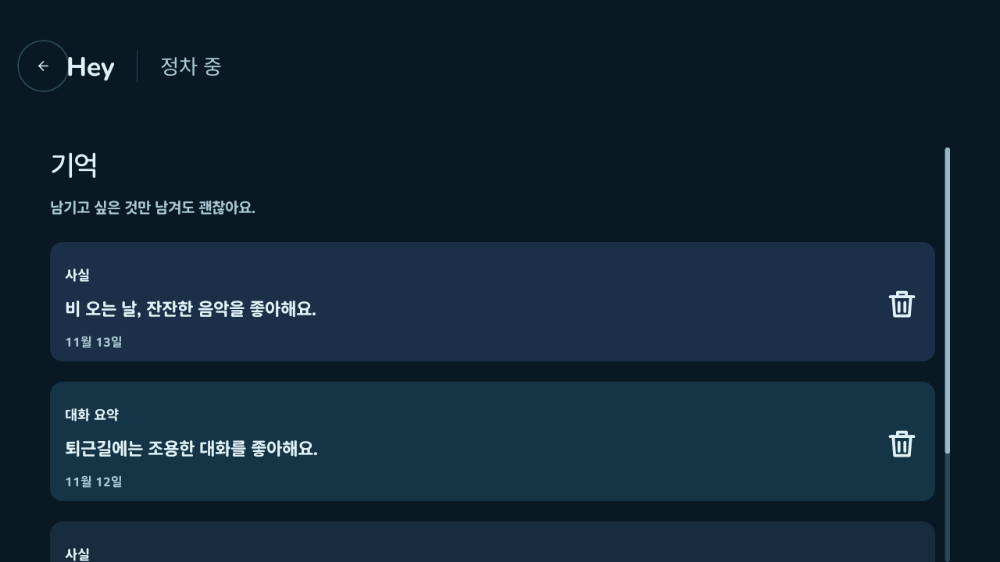 Hey
정차 중
기억
남기고 싶은 것만 남겨도 괜찮아요.
사실
비 오는 날, 잔잔한 음악을 좋아해요.
11월 13일
대화 요약
퇴근길에는 조용한 대화를 좋아해요.
11월 12일
사실